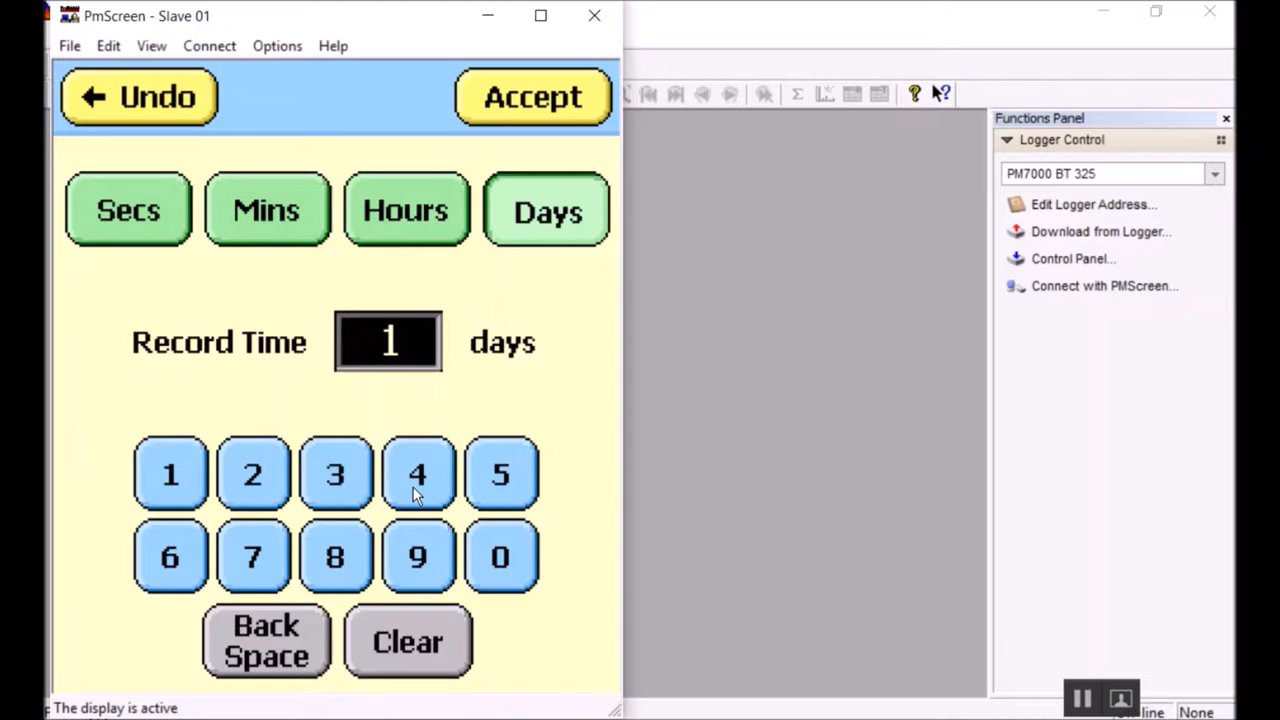 PmScreen - Slave 01
File Edit View Connect Options Help
Undo Accept
Secs Mins Hours Days
Record Time 1 days
1 2 3 4 5
6 7 8 9 0
Back Space Clear
The display is active
Functions Panel
Logger Control
PM7000 BT 325
Edit Logger Address...
Download from Logger...
Control Panel...
Connect with PMScreen...
None